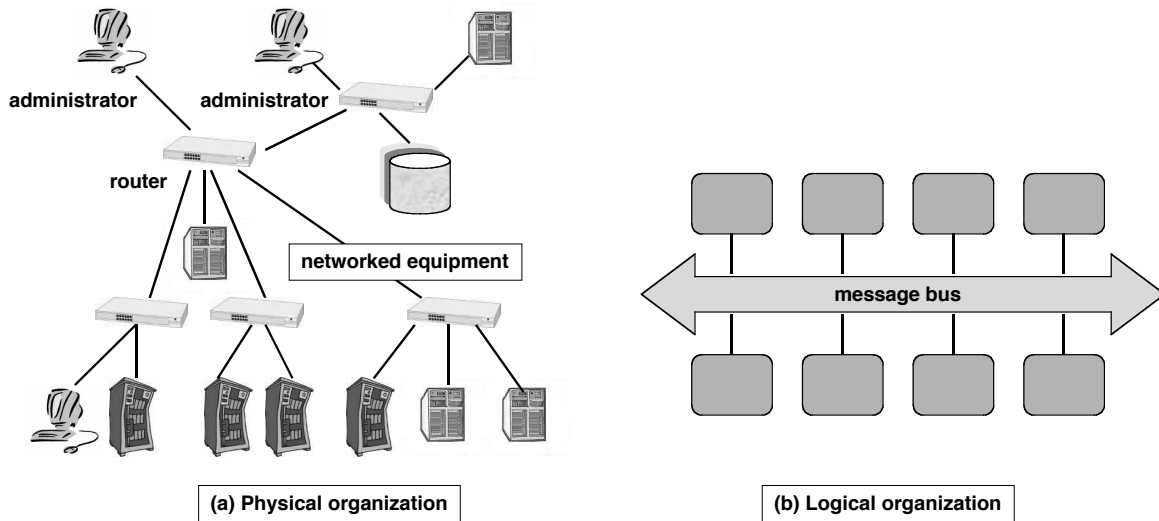 administrator
administrator
router
networked equipment
message bus
(a) Physical organization
(b) Logical organization